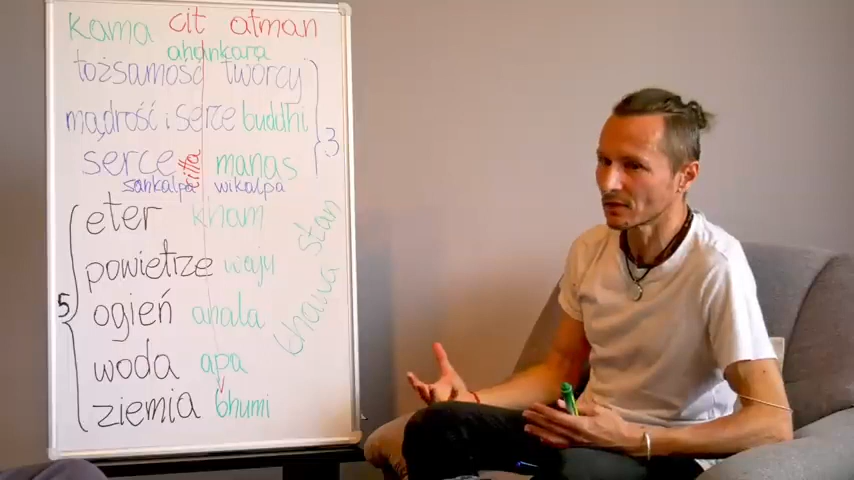 kama cit atman
ahankara
tożsamość twórcy
mądrość i serce buddhi
3
serce citta manas
sankalpa wikalpa
eter kham
powietrze waju
5
ogień anala
woda apa
ziemia bhumi
bhawa stan